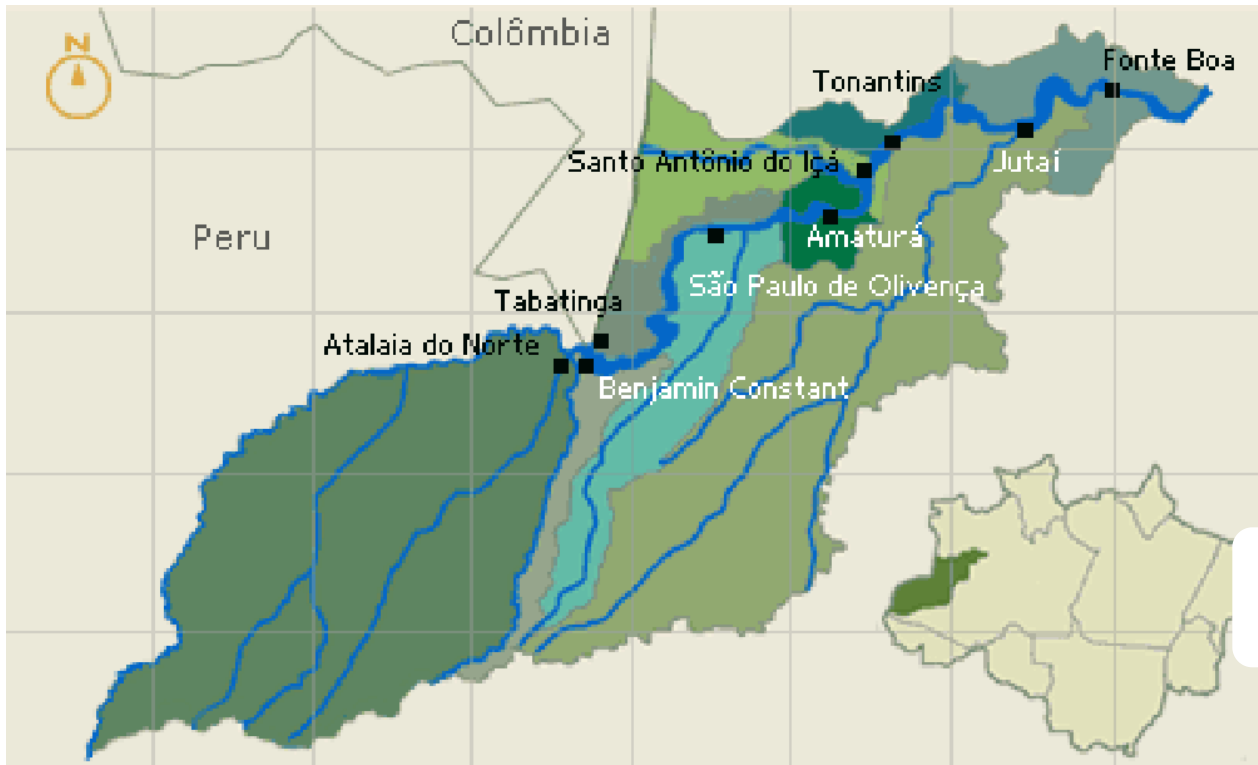 Colômbia
N
Fonte Boa
Tonantins
Santo Antônio do Içá
Jutaí
Peru
Amaturá
São Paulo de Olivença
Tabatinga
Atalaia do Norte
Benjamin Constant